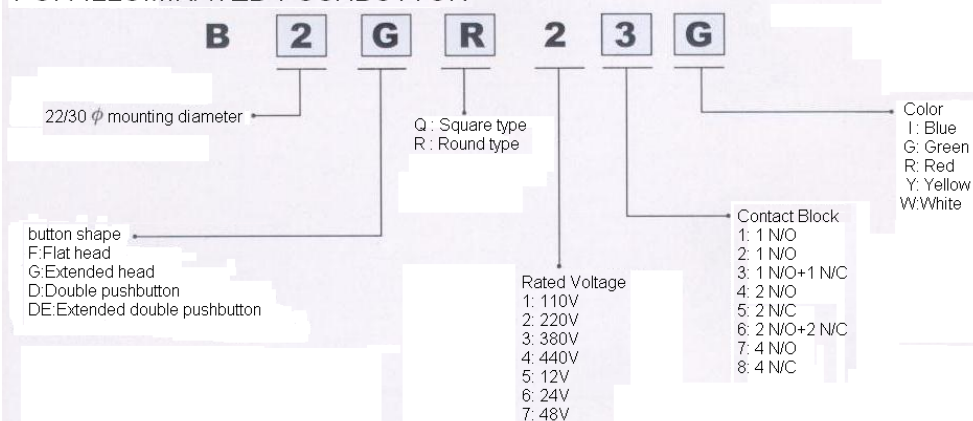 B 2 G R 2 3 G
22/30 ϕ mounting diameter
Q : Square type
R : Round type
Color
I : Blue
G: Green
R: Red
Y: Yellow
W:White
button shape
F:Flat head
G:Extended head
D:Double pushbutton
DE:Extended double pushbutton
Rated Voltage
1: 110V
2: 220V
3: 380V
4: 440V
5: 12V
6: 24V
7: 48V
Contact Block
1: 1 N/O
2: 1 N/O
3: 1 N/O+1 N/C
4: 2 N/O
5: 2 N/C
6: 2 N/O+2 N/C
7: 4 N/O
8: 4 N/C